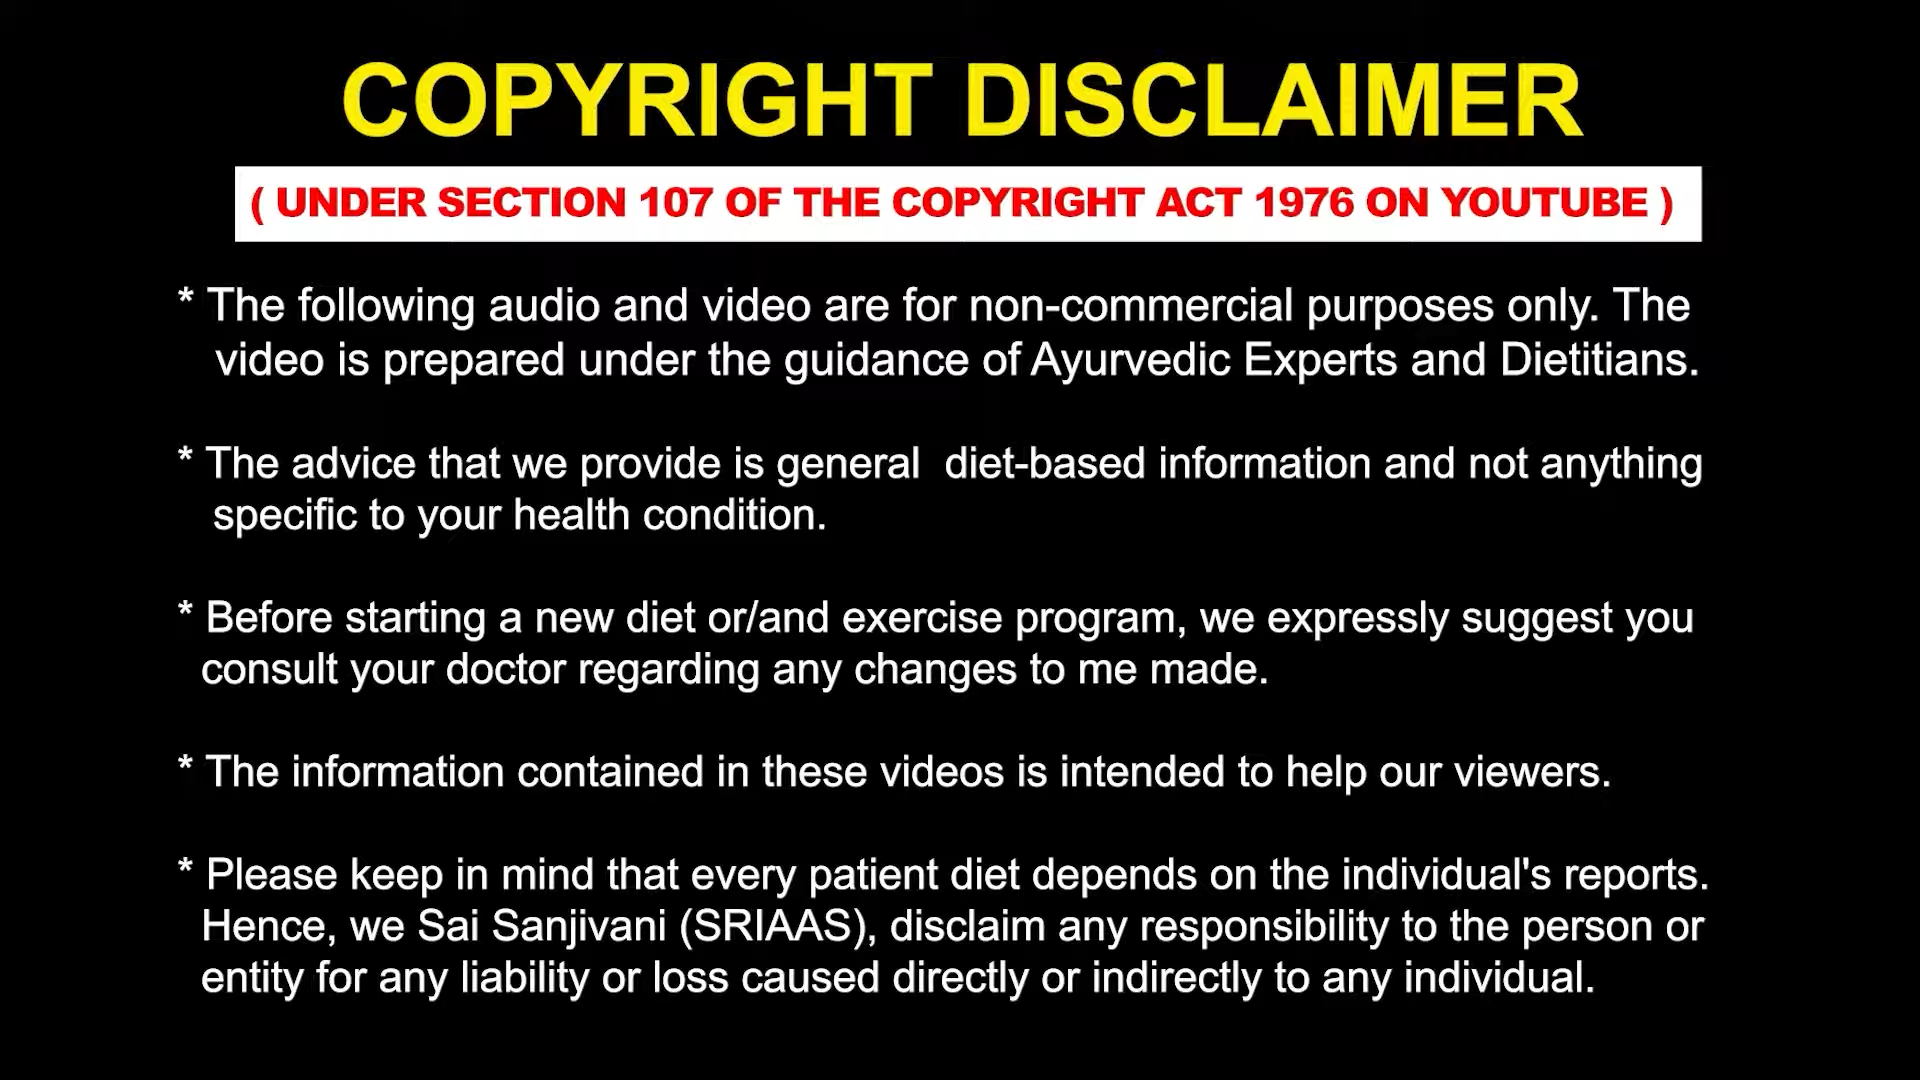 COPYRIGHT DISCLAIMER
( UNDER SECTION 107 OF THE COPYRIGHT ACT 1976 ON YOUTUBE )
* The following audio and video are for non-commercial purposes only. The
video is prepared under the guidance of Ayurvedic Experts and Dietitians.
* The advice that we provide is general  diet-based information and not anything
specific to your health condition.
* Before starting a new diet or/and exercise program, we expressly suggest you
consult your doctor regarding any changes to me made.
* The information contained in these videos is intended to help our viewers.
* Please keep in mind that every patient diet depends on the individual's reports.
Hence, we Sai Sanjivani (SRIAAS), disclaim any responsibility to the person or
entity for any liability or loss caused directly or indirectly to any individual.